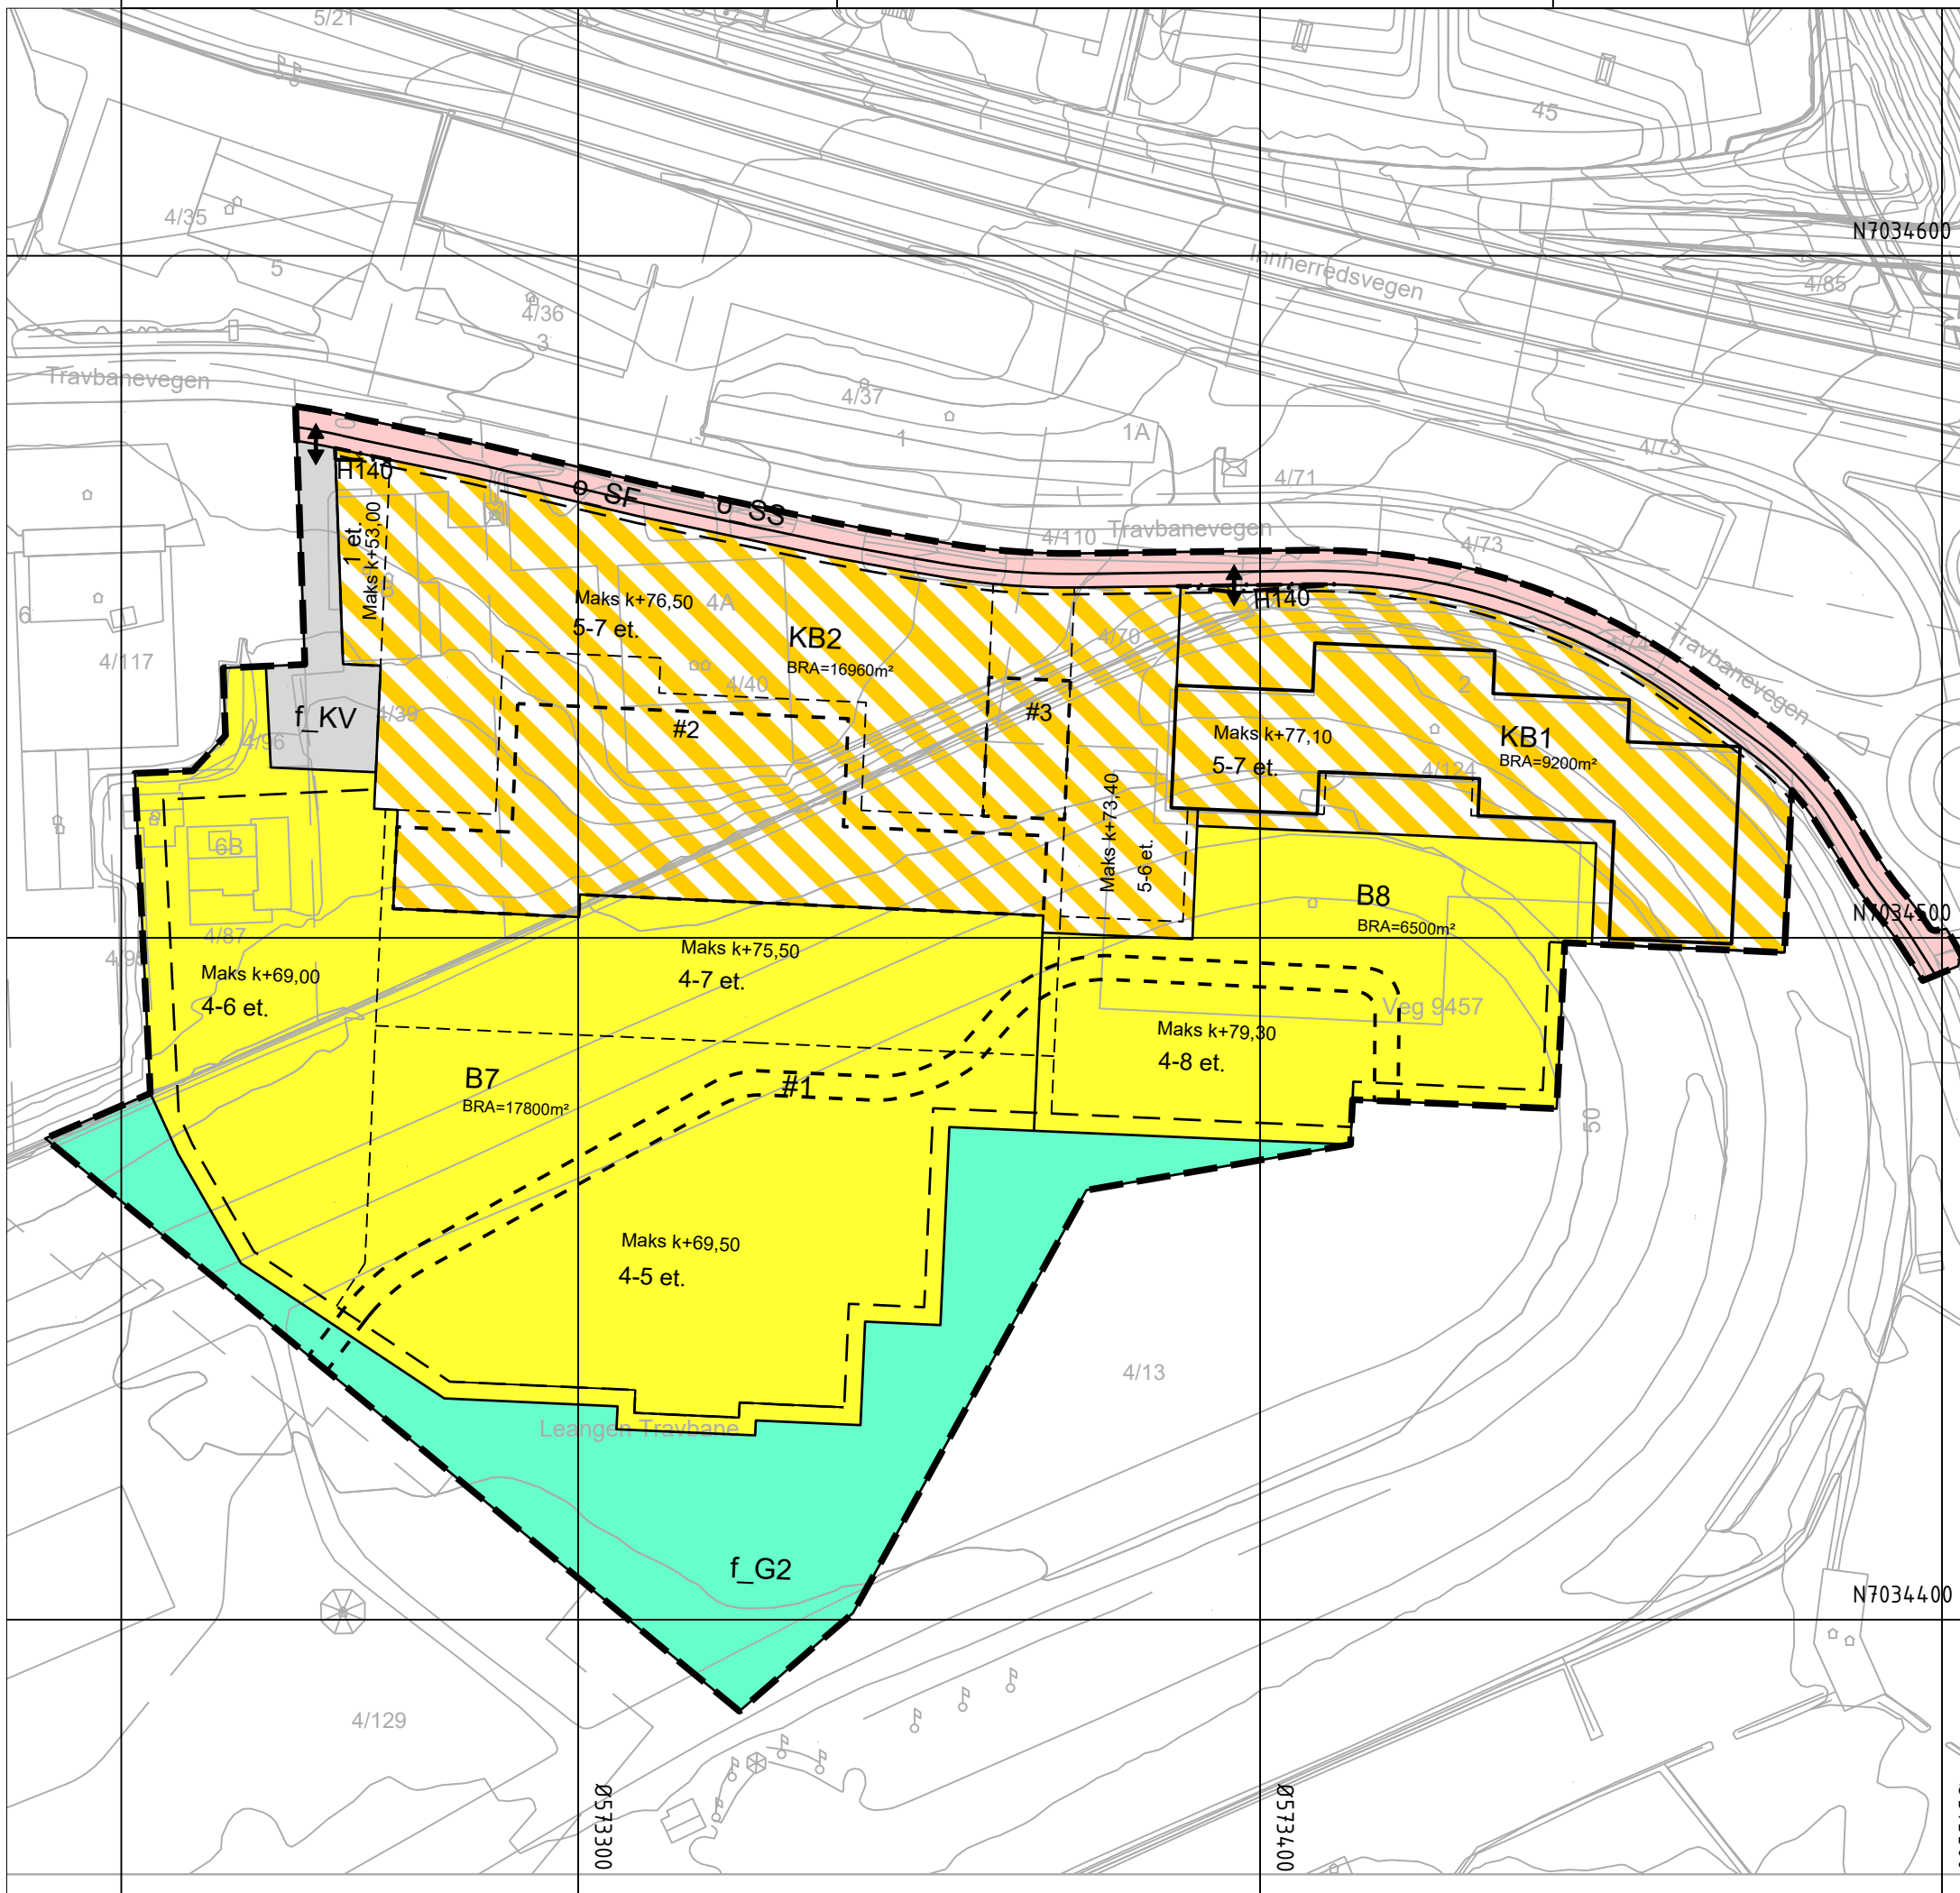 5/21
45
4/35
N7034600
Innherredsvegen
5
4/85
4/36
3
Travbanevegen
4/37
1
1A
4/73
H140
4/71
o_SF
o_SS
Travbanevegen
4/110
4/73
1 et.
Maks k+53,00
H140
Maks k+76,50
4A
5-7 et.
KB2
BRA=16960m²
6
4/70
4/74
Travbanevegen
4/117
4/40
2
f_KV
4/39
#2
#3
4/96
Maks k+77,10
5-7 et.
KB1
BRA=9200m²
4/124
Maks k+73,40
5-6 et.
6B
B8
BRA=6500m²
N7034500
4/87
Maks k+69,00
4-6 et.
Maks k+75,50
4-7 et.
Veg 9457
Maks k+79,30
4-8 et.
B7
BRA=17800m²
#1
50
Maks k+69,50
4-5 et.
4/13
Leangen Travbane
f_G2
N7034400
4/129
Ø573300
Ø573400